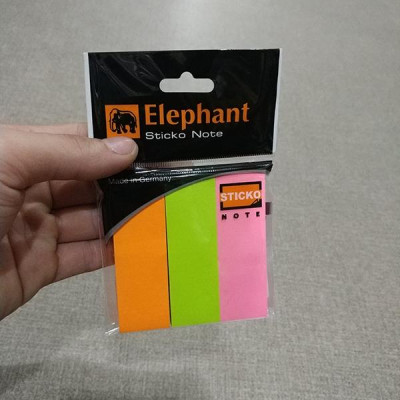 Elephant
Sticko Note
Made in Germany
STICKO
NOTE